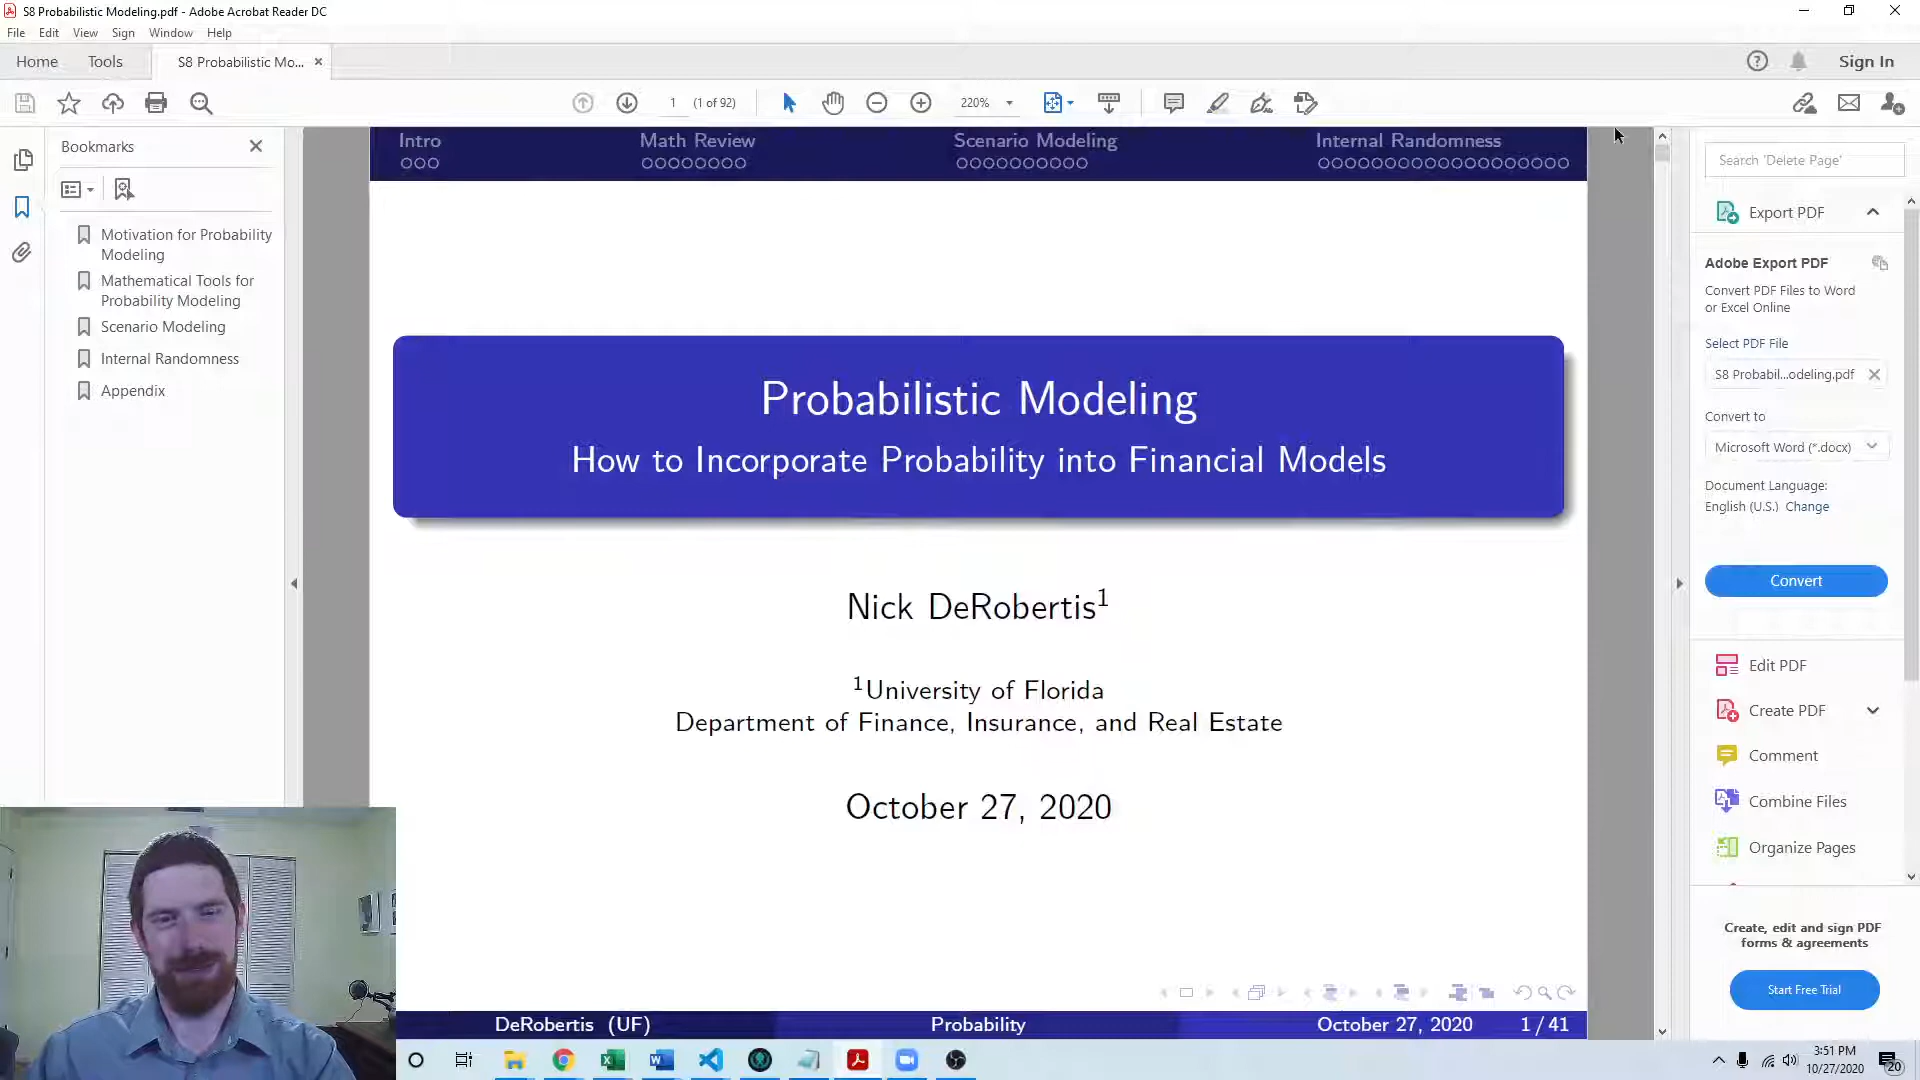 S8 Probabilistic Modeling.pdf - Adobe Acrobat Reader DC
File Edit View Sign Window Help
Home Tools S8 Probabilistic Mo... ×
Sign In
1 (1 of 92)
220%
Bookmarks
Motivation for Probability
Modeling
Mathematical Tools for
Probability Modeling
Scenario Modeling
Internal Randomness
Appendix
Intro Math Review Scenario Modeling Internal Randomness
Probabilistic Modeling
How to Incorporate Probability into Financial Models
Nick DeRobertis1
1University of Florida
Department of Finance, Insurance, and Real Estate
October 27, 2020
DeRobertis (UF) Probability October 27, 2020 1 / 41
Search 'Delete Page'
Export PDF
Adobe Export PDF
Convert PDF Files to Word
or Excel Online
Select PDF File
S8 Probabil...odeling.pdf
Convert to
Microsoft Word (*.docx)
Document Language:
English (U.S.) Change
Convert
Edit PDF
Create PDF
Comment
Combine Files
Organize Pages
Create, edit and sign PDF
forms & agreements
Start Free Trial
3:51 PM
10/27/2020
20